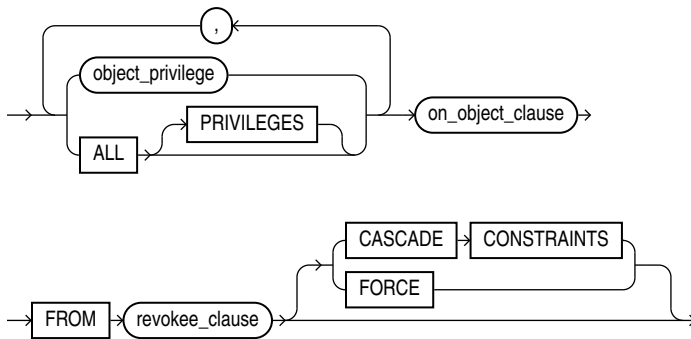 ,
object_privilege
PRIVILEGES
ALL
on_object_clause
CASCADE CONSTRAINTS
FORCE
FROM revokee_clause